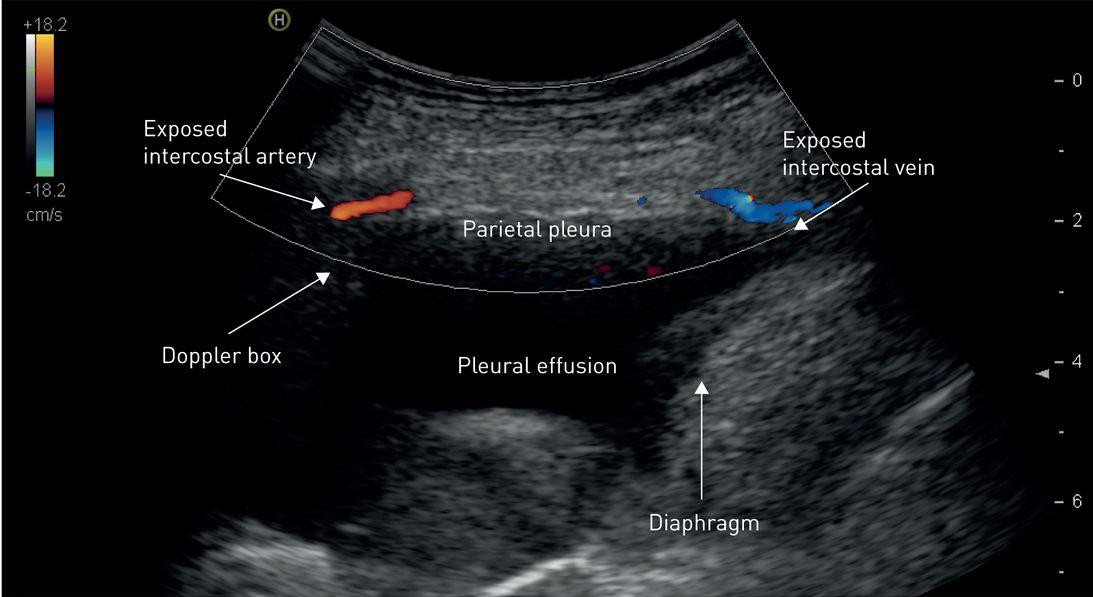 +18.2
-18.2
cm/s
H
Exposed
intercostal artery
Exposed
intercostal vein
Parietal pleura
Doppler box
Pleural effusion
Diaphragm
0
2
4
6